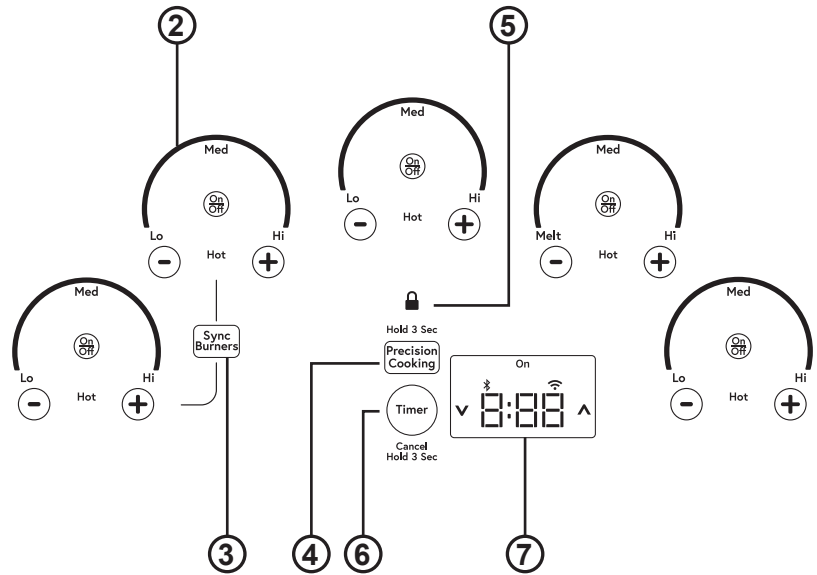 2
5
Med
On
Off
Lo
Hi
Hot
Med
On
Off
Lo
Hi
Hot
Med
On
Off
Melt
Hi
Hot
Med
On
Off
Lo
Hi
Hot
Sync
Burners
Hold 3 Sec
Precision
Cooking
Timer
Cancel
Hold 3 Sec
On
8:88
Med
On
Off
Lo
Hi
Hot
3
4
6
7